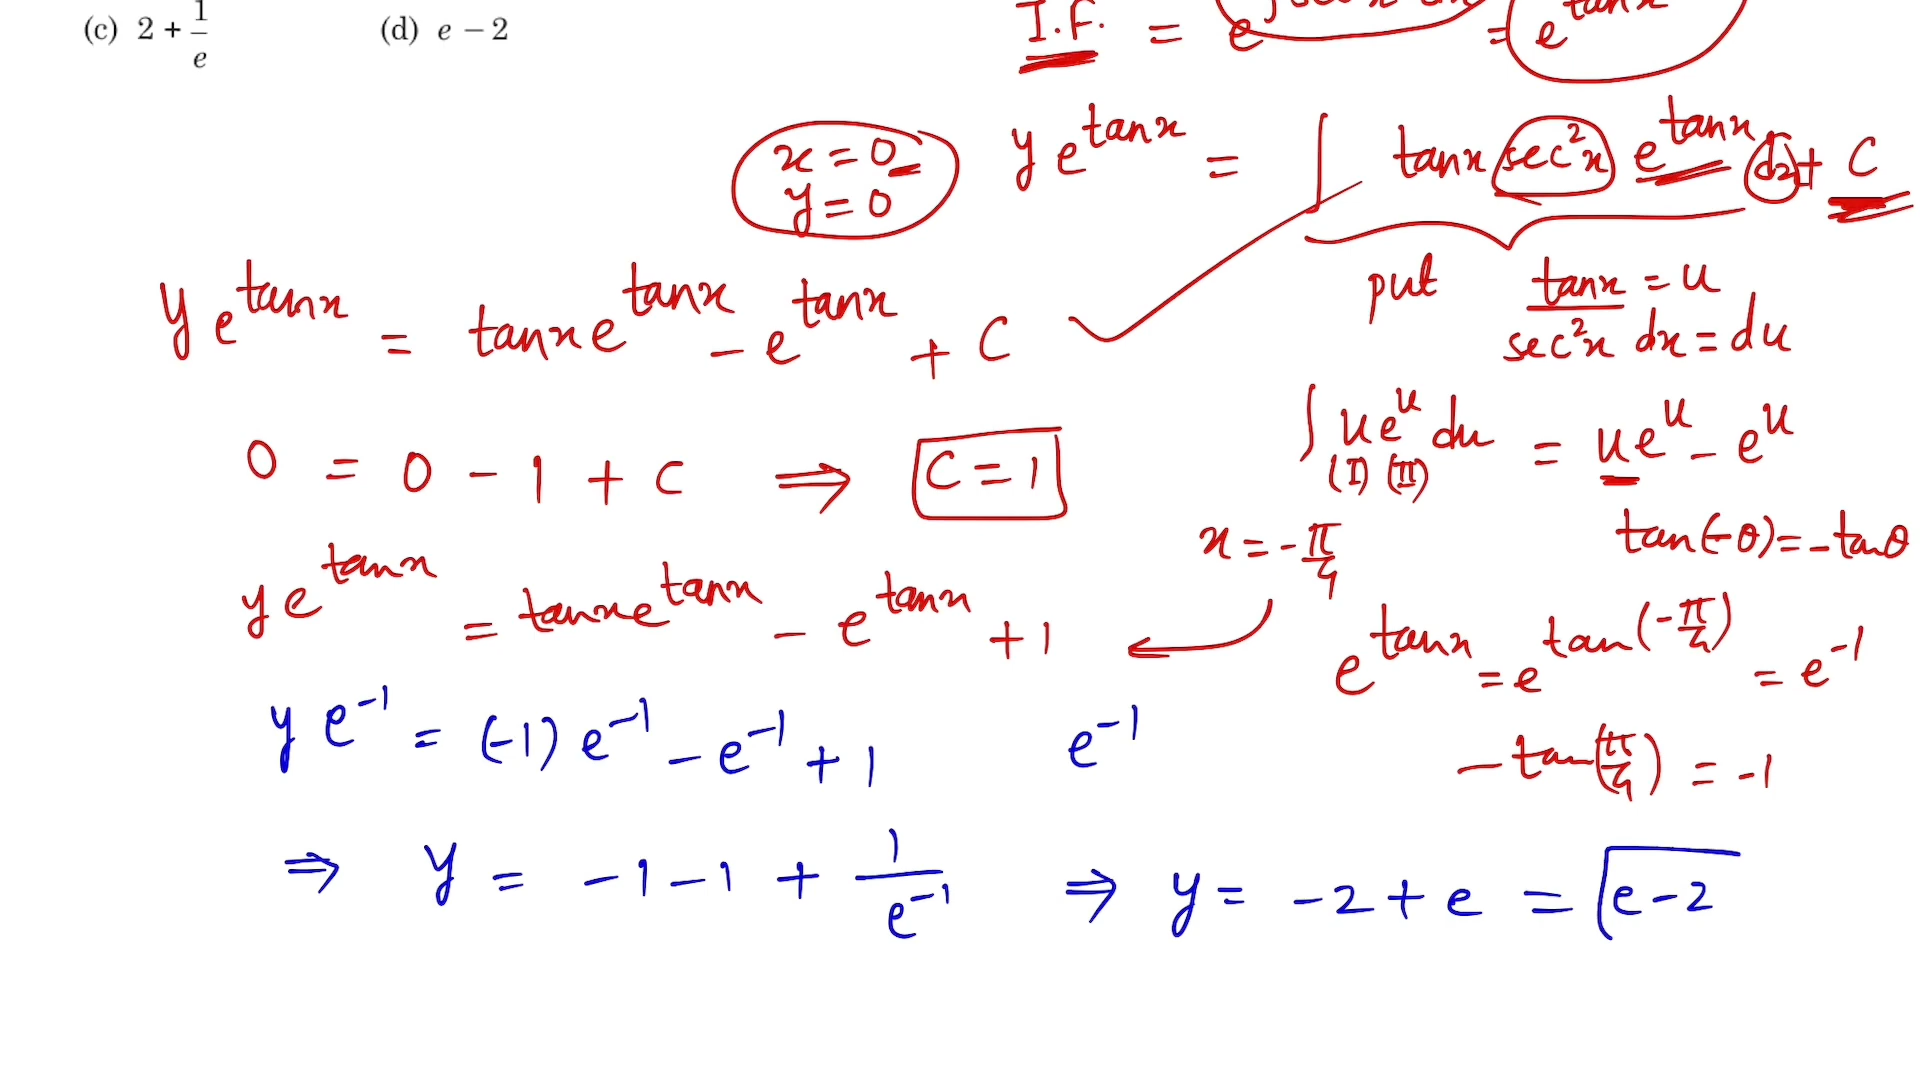 (c) 2 + 1/e (d) e − 2
I.F. = e = e^tanx
x = 0
y = 0
y e^tanx = ∫ tanx sec²x e^tanx dx + C
put tanx = u
sec²x dx = du
y e^tanx = tanx e^tanx − e^tanx + C
∫ u e^u du = u e^u − e^u
(I) (II)
0 = 0 − 1 + C ⇒ C = 1
x = −π/4
tan(−θ) = −tanθ
y e^tanx = tanx e^tanx − e^tanx + 1
e^tanx = e^tan(−π/4) = e^−1
y e^−1 = (−1) e^−1 − e^−1 + 1
e^−1
−tan(π/4) = −1
⇒ y = −1 − 1 + 1/e^−1 ⇒ y = −2 + e = e − 2